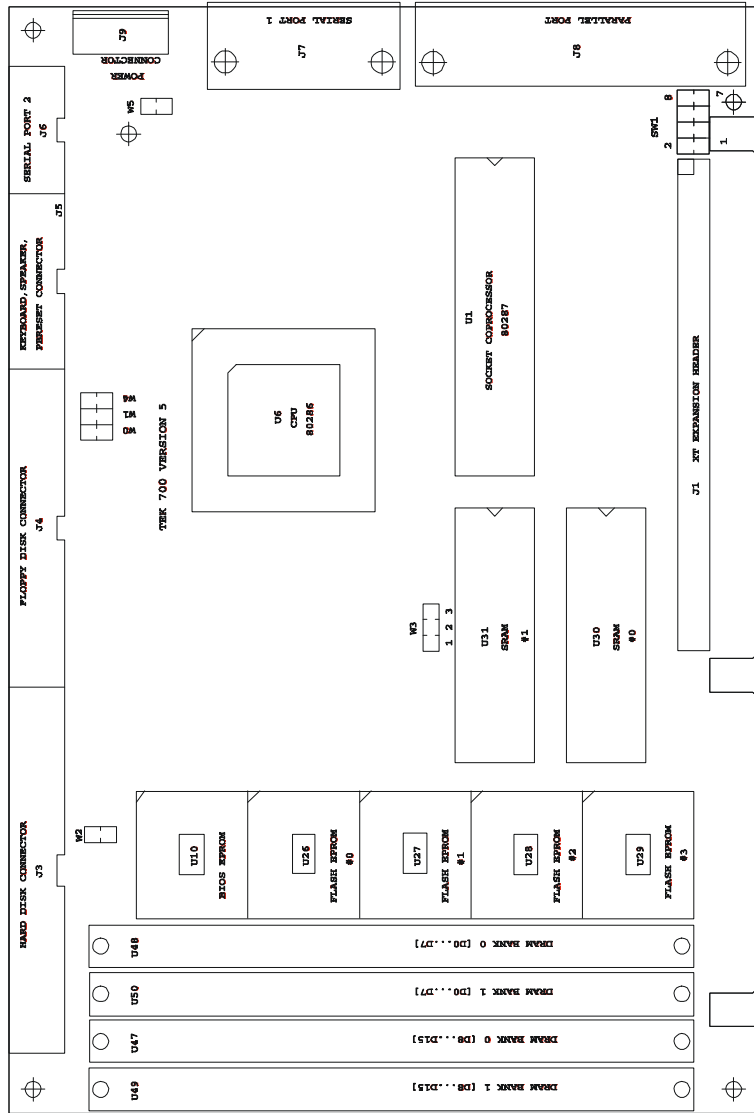 J9
POWER
CONNECTOR
SERIAL PORT 1
J7
PARALLEL PORT
J8
SERIAL PORT 2
J6
W5
SW1
2
8
1
7
J5
KEYBOARD, SPEAKER,
PERESET CONNECTOR
U1
SOCKET COPROCESSOR
80287
U6
CPU
80286
W0
W1
W4
TEK 700 VERSION 5
FLOPPY DISK CONNECTOR
J4
J1 XT EXPANSION HEADER
W3
1 2 3
U31
SRAM
#1
U30
SRAM
#0
HARD DISK CONNECTOR
J3
W2
U10
BIOS EPROM
U26
FLASH EPROM
#0
U27
FLASH EPROM
#1
U28
FLASH EPROM
#2
U29
FLASH EPROM
#3
U48
DRAM BANK 0 [D0...D7]
U50
DRAM BANK 1 [D0...D7]
U47
DRAM BANK 0 [D8...D15]
U49
DRAM BANK 1 [D8...D15]